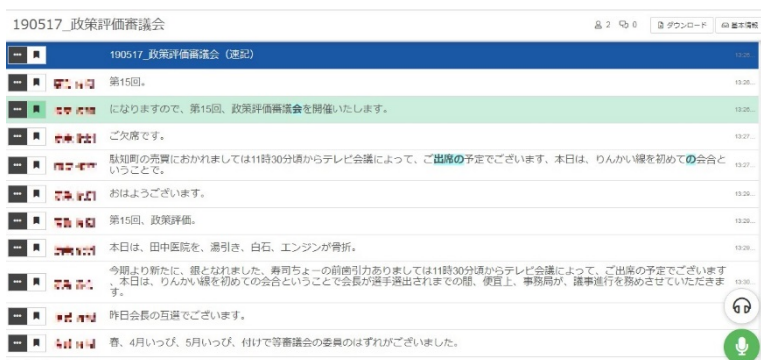 190517_政策評価審議会
2 0 ダウンロード 基本情報
190517_政策評価審議会（速記） 13:25...
第15回。 13:26...
になりますので、第15回、政策評価審議会を開催いたします。 13:26...
ご欠席です。 13:27...
駄知町の売買におかれましては11時30分頃からテレビ会議によって、ご出席の予定でございます、本日は、りんかい線を初めての会合と 13:27...
いうことで。
おはようございます。 13:28...
第15回、政策評価。 13:28...
本日は、田中医院を、湯引き、白石、エンジンが骨折。 13:29...
今期より新たに、銀となれました、寿司ちょーの前歯引力ありましては11時30分頃からテレビ会議によって、ご出席の予定でございます
、本日は、りんかい線を初めての会合ということで会長が選手選出されまでの間、便宜上、事務局が、議事進行を務めさせていただきま 13:30...
す。
昨日会長の互選でございます。
春、4月いっぴ、5月いっぴ、付けで等審議会の委員のはずれがございました。